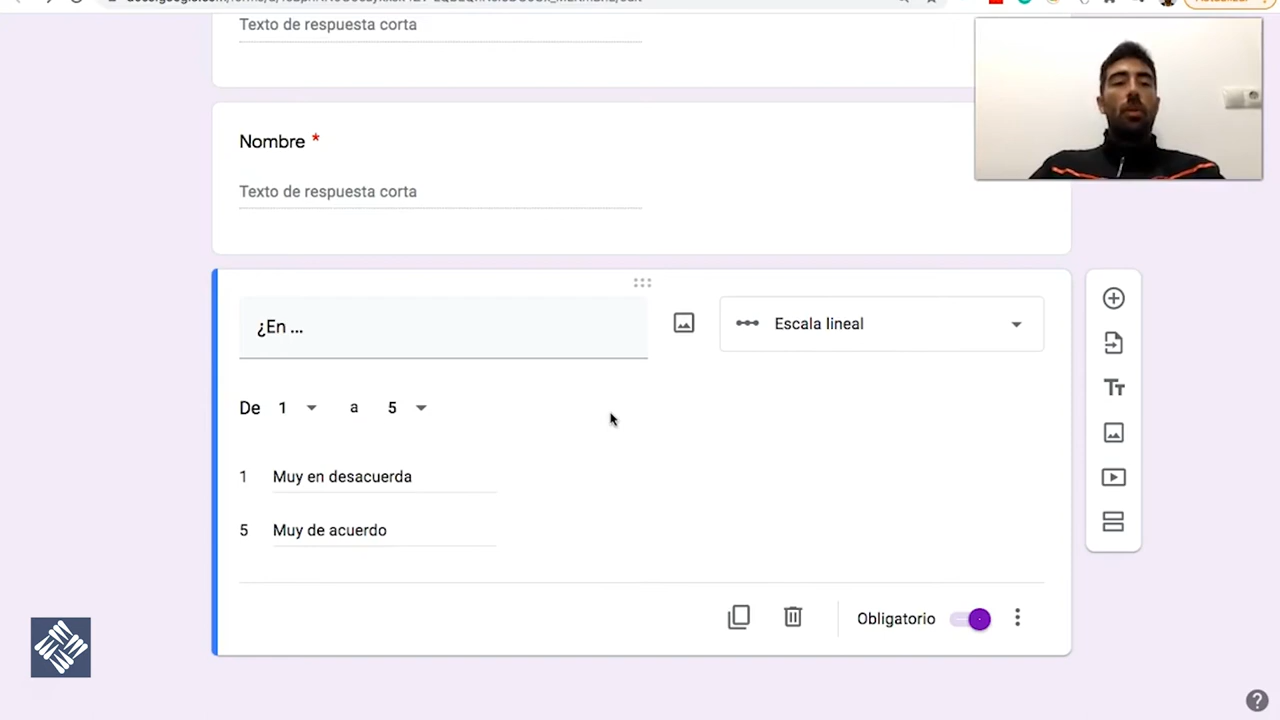 Texto de respuesta corta
Nombre *
Texto de respuesta corta
¿En ...
Escala lineal
De 1 a 5
1 Muy en desacuerda
5 Muy de acuerdo
Obligatorio